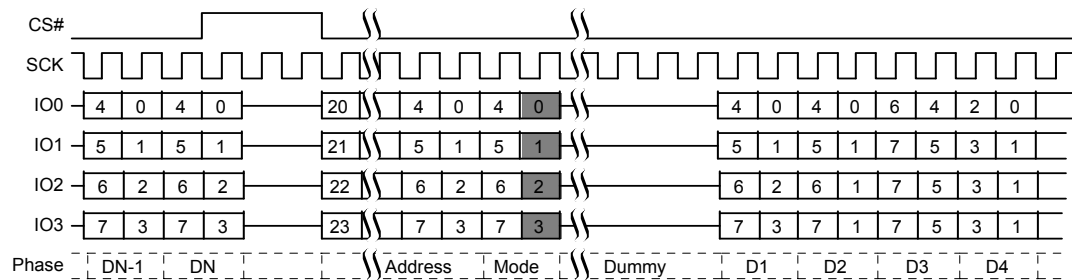 CS#
SCK
IO0 4 0 4 0 20 4 0 4 0 4 0 4 0 6 4 2 0
IO1 5 1 5 1 21 5 1 5 1 5 1 5 1 7 5 3 1
IO2 6 2 6 2 22 6 2 6 2 6 2 6 1 7 5 3 1
IO3 7 3 7 3 23 7 3 7 3 7 3 7 1 7 5 3 1
Phase DN-1 DN Address Mode Dummy D1 D2 D3 D4